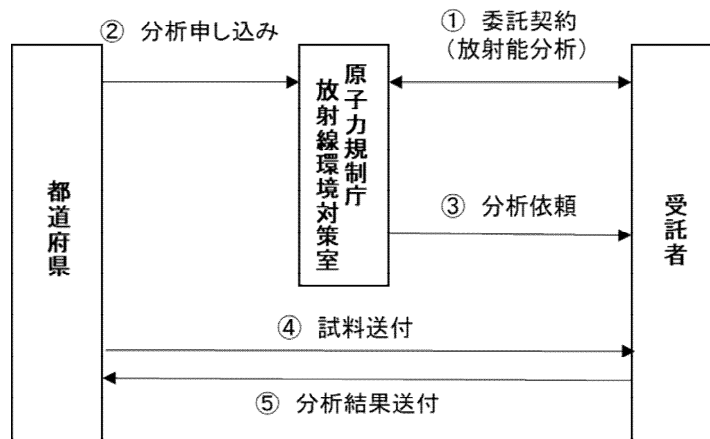 ② 分析申し込み
① 委託契約
（放射能分析）
原子力規制庁
放射線環境対策室
都道府県
③ 分析依頼
受託者
④ 試料送付
⑤ 分析結果送付